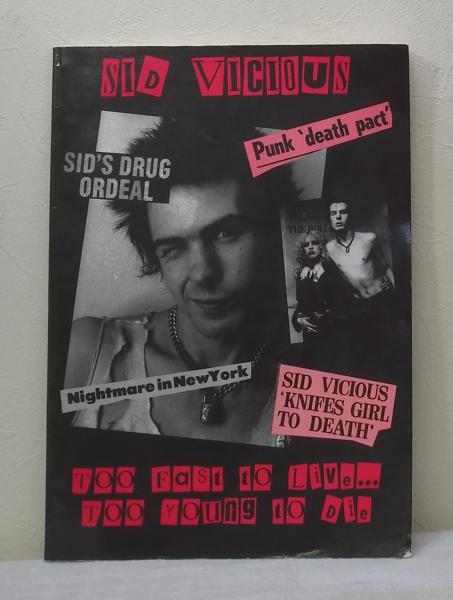 SID VICIOUS
Punk 'death pact'
SID'S DRUG
ORDEAL
Nightmare in New York
SID VICIOUS
'KNIFES GIRL
TO DEATH'
TOO FaST to Live...
TOO YOUng to Die